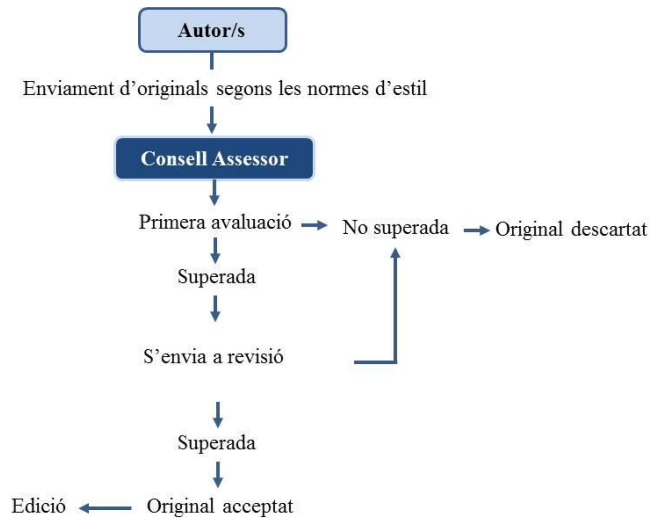 Autor/s
Enviament d'originals segons les normes d'estil
Consell Assessor
Primera avaluació
No superada
Original descartat
Superada
S'envia a revisió
Superada
Edició
Original acceptat